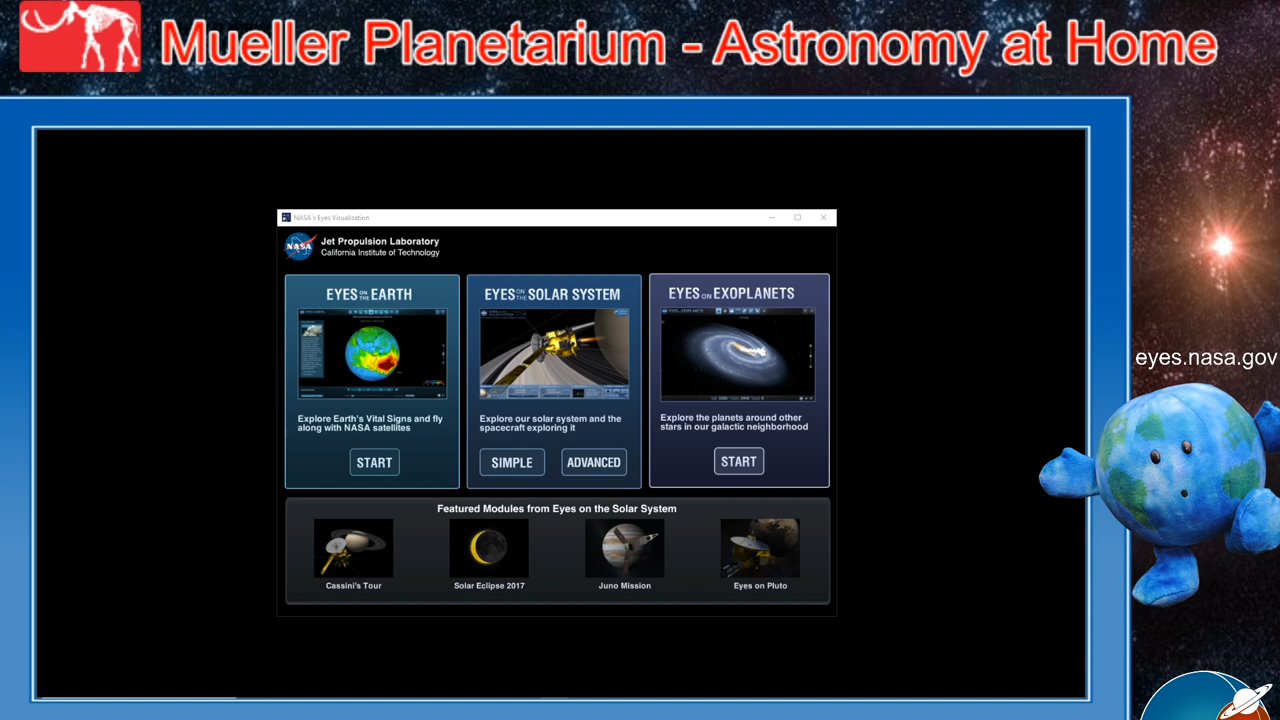 Mueller Planetarium - Astronomy at Home
NASA's Eyes Visualization
NASA
Jet Propulsion Laboratory
California Institute of Technology
EYES ON THE EARTH
Explore Earth's Vital Signs and fly
along with NASA satellites
START
EYES ON THE SOLAR SYSTEM
Explore our solar system and the
spacecraft exploring it
SIMPLE
ADVANCED
EYES ON EXOPLANETS
Explore the planets around other
stars in our galactic neighborhood
START
Featured Modules from Eyes on the Solar System
Cassini's Tour
Solar Eclipse 2017
Juno Mission
Eyes on Pluto
eyes.nasa.gov